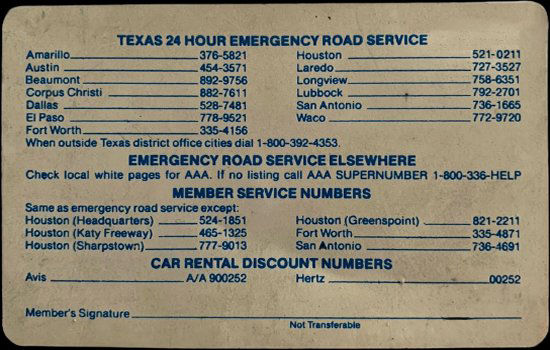 TEXAS 24 HOUR EMERGENCY ROAD SERVICE
Amarillo 376-5821 Houston 521-0211
Austin 454-3571 Laredo 727-3527
Beaumont 892-9756 Longview 758-6351
Corpus Christi 882-7611 Lubbock 792-2701
Dallas 528-7481 San Antonio 736-1665
El Paso 778-9521 Waco 772-9720
Fort Worth 335-4156
When outside Texas district office cities dial 1-800-392-4353.
EMERGENCY ROAD SERVICE ELSEWHERE
Check local white pages for AAA. If no listing call AAA SUPERNUMBER 1-800-336-HELP
MEMBER SERVICE NUMBERS
Same as emergency road service except:
Houston (Headquarters) 524-1851 Houston (Greenspoint) 821-2211
Houston (Katy Freeway) 465-1325 Fort Worth 335-4871
Houston (Sharpstown) 777-9013 San Antonio 736-4691
CAR RENTAL DISCOUNT NUMBERS
Avis A/A 900252 Hertz 00252
Member's Signature
Not Transferable